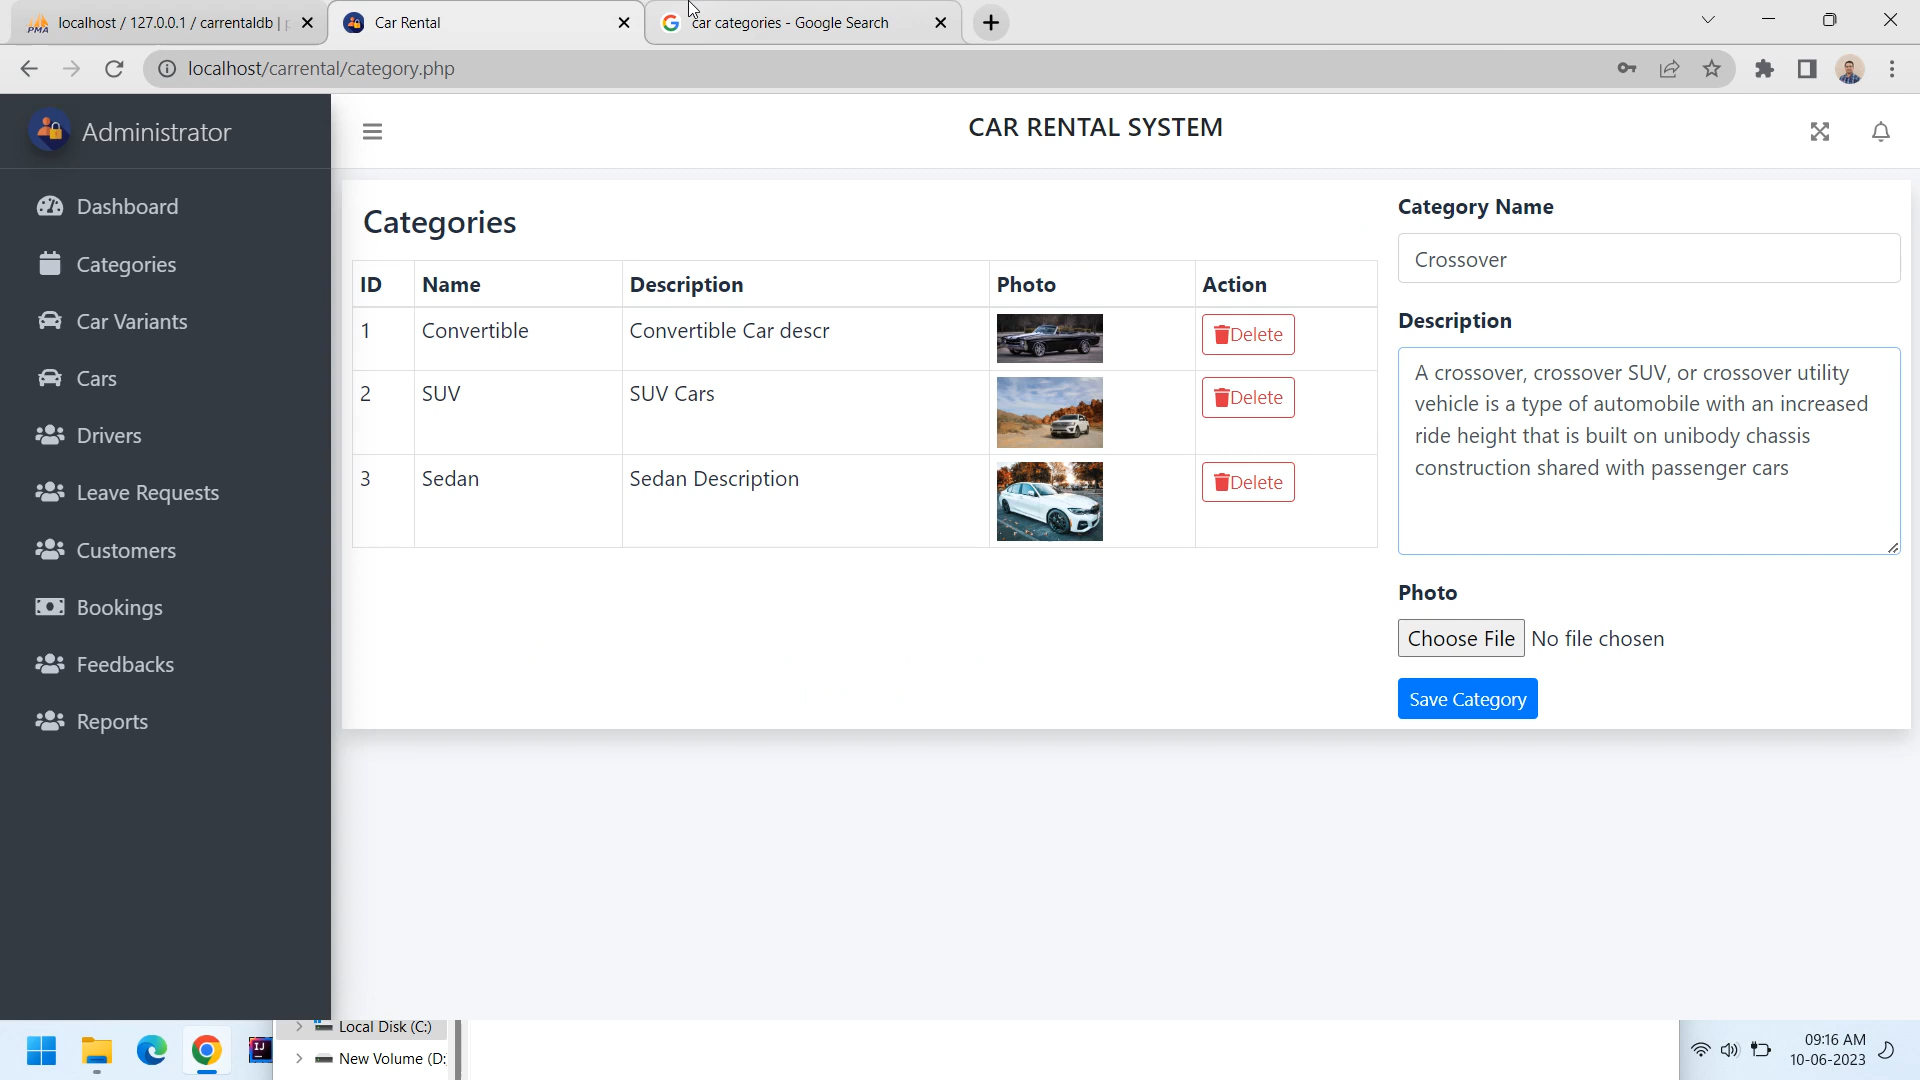 localhost / 127.0.0.1 / carrentaldb |
Car Rental
car categories - Google Search
localhost/carrental/category.php
Administrator
CAR RENTAL SYSTEM
Dashboard
Categories
Car Variants
Cars
Drivers
Leave Requests
Customers
Bookings
Feedbacks
Reports
Categories
ID Name Description Photo Action
1 Convertible Convertible Car descr Delete
2 SUV SUV Cars Delete
3 Sedan Sedan Description Delete
Category Name
Crossover
Description
A crossover, crossover SUV, or crossover utility
vehicle is a type of automobile with an increased
ride height that is built on unibody chassis
construction shared with passenger cars
Photo
Choose File No file chosen
Save Category
Local Disk (C:)
New Volume (D:
09:16 AM
10-06-2023